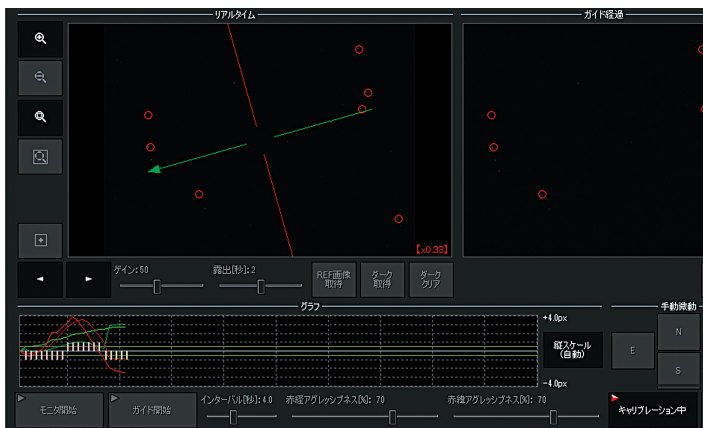 リアルタイム
ガイド経過
【x0.33】
ゲイン:50
露出[秒]:2
REF画像
取得
ダーク
取得
ダーク
クリア
グラフ
手動微動
+4.0px
-4.0px
縦スケール
(自動)
N
E
S
モニタ開始
ガイド開始
インターバル[秒]:4.0
赤経アグレッシブネス[%]: 70
赤緯アグレッシブネス[%]: 70
キャリブレーション中